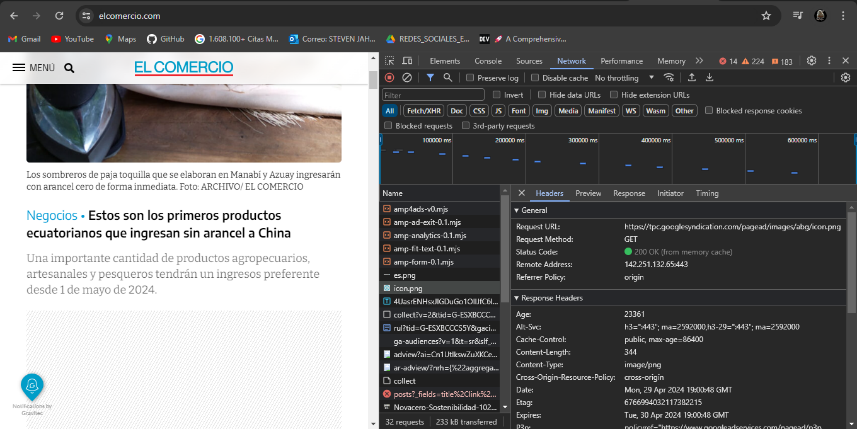 elcomercio.com
Gmail YouTube Maps GitHub 1.608.100+ Citas M... Correo: STEVEN JAH... REDES_SOCIALES_E... DEV A Comprehensiv...
MENÚ EL COMERCIO
Los sombreros de paja toquilla que se elaboran en Manabí y Azuay ingresarán
con arancel cero de forma inmediata. Foto: ARCHIVO/ EL COMERCIO
Negocios • Estos son los primeros productos
ecuatorianos que ingresan sin arancel a China
Una importante cantidad de productos agropecuarios,
artesanales y pesqueros tendrán un ingresos preferente
desde 1 de mayo de 2024.
Notifications by
Gravitec
Elements Console Sources Network Performance Memory 14 224 183
Preserve log Disable cache No throttling
Filter Invert Hide data URLs Hide extension URLs
All Fetch/XHR Doc CSS JS Font Img Media Manifest WS Wasm Other Blocked response cookies
Blocked requests 3rd-party requests
100000 ms 200000 ms 300000 ms 400000 ms 500000 ms 600000 ms
Name
amp4ads-v0.mjs
amp-ad-exit-0.1.mjs
amp-analytics-0.1.mjs
amp-fit-text-0.1.mjs
amp-form-0.1.mjs
es.png
icon.png
collect?v=2&tid=G-ESXBCCC...
rul?tid=G-ESXBCCCS5Y&gaci...
ga-audiences?v=1&t=sr&slf_...
adview?ai=Cn1UtIkswZuXKCe...
ar-adview/?nrh={%22aggrega...
collect
posts?_fields=title%2Clink%2...
Novacero-Sostenibilidad-102...
32 requests 233 kB transferred
Headers Preview Response Initiator Timing
General
Request URL: https://tpc.googlesyndication.com/pagead/images/abg/icon.png
Request Method: GET
Status Code: 200 OK (from memory cache)
Remote Address: 142.251.132.65:443
Referrer Policy: origin
Response Headers
Age: 23361
Alt-Svc: h3=":443"; ma=2592000,h3-29=":443"; ma=2592000
Cache-Control: public, max-age=86400
Content-Length: 344
Content-Type: image/png
Cross-Origin-Resource-Policy: cross-origin
Date: Mon, 29 Apr 2024 19:00:48 GMT
Etag: 6766994032117382215
Expires: Tue, 30 Apr 2024 19:00:48 GMT
P3p: policyref="https://www.googleadservices.com/pagead/p3p